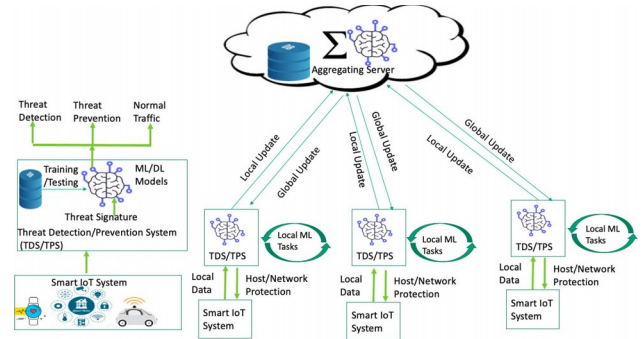 Aggregating Server
Threat
Detection
Threat
Prevention
Normal
Traffic
Training
/Testing
ML/DL
Models
Threat Signature
Threat Detection/Prevention System
(TDS/TPS)
Smart IoT System
Local Update
Global Update
Local Update
Global Update
Local Update
Global Update
TDS/TPS
Local ML
Tasks
Local
Data
Host/Network
Protection
Smart IoT
System
TDS/TPS
Local ML
Tasks
Local
Data
Host/Network
Protection
Smart IoT
System
TDS/TPS
Local ML
Tasks
Local
Data
Host/Network
Protection
Smart IoT
System